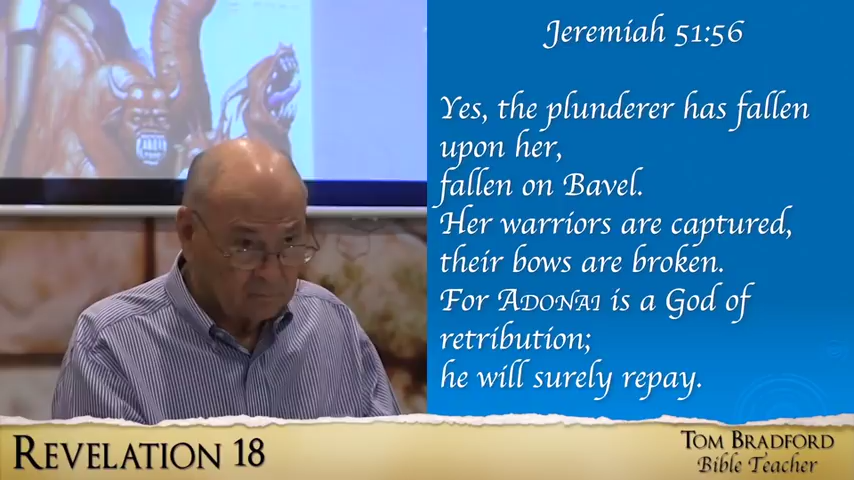 Jeremiah 51:56
Yes, the plunderer has fallen
upon her,
fallen on Bavel.
Her warriors are captured,
their bows are broken.
For ADONAI is a God of
retribution;
he will surely repay.
REVELATION 18
TOM BRADFORD
Bible Teacher